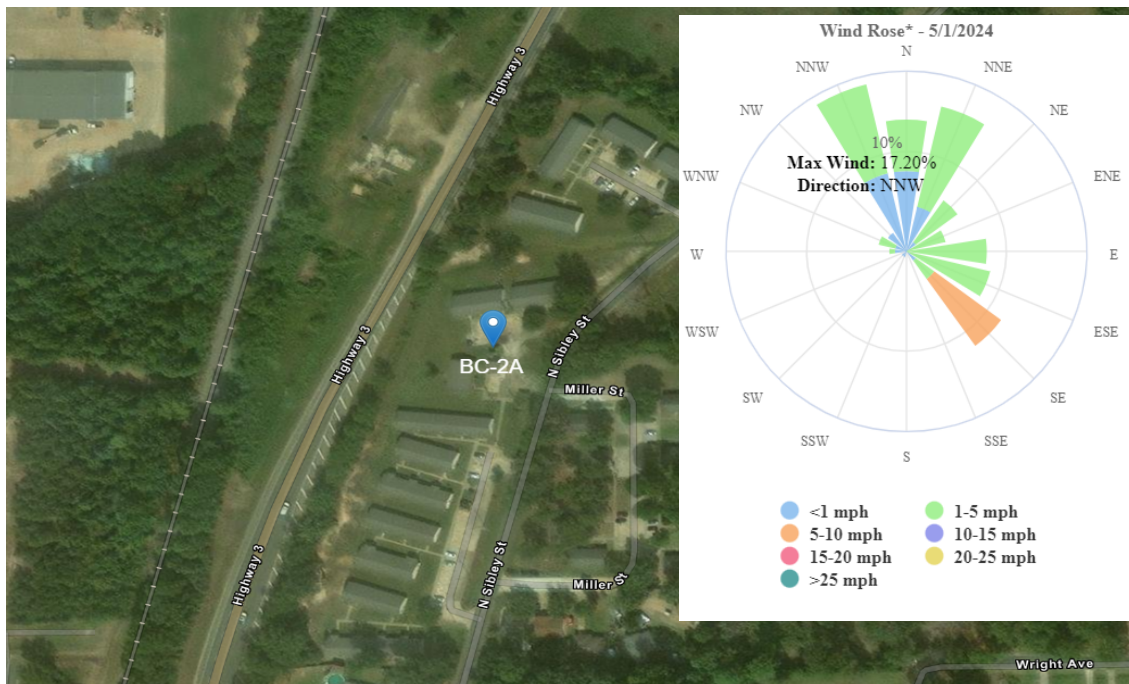 Highway 3
Highway 3
Highway 3
BC-2A
N Sibley St
N Sibley St
Miller St
Miller St
Wright Ave
Wind Rose* - 5/1/2024
N
NNW
NNE
NW
NE
10%
Max Wind: 17.20%
Direction: NNW
WNW
ENE
W
E
WSW
ESE
SW
SE
SSW
SSE
S
<1 mph
1-5 mph
5-10 mph
10-15 mph
15-20 mph
20-25 mph
>25 mph